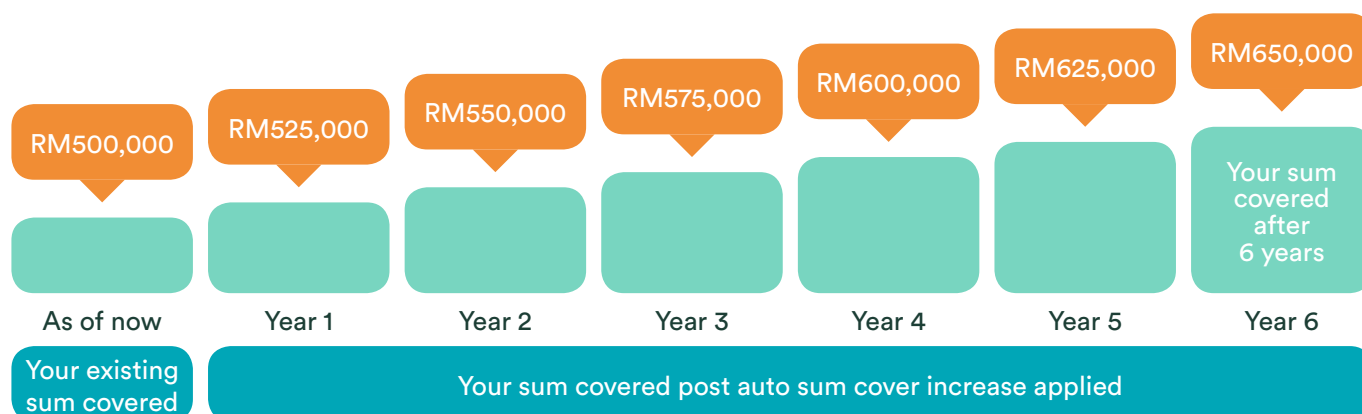 RM500,000
RM525,000
RM550,000
RM575,000
RM600,000
RM625,000
RM650,000
Your sum
covered
after
6 years
As of now
Year 1
Year 2
Year 3
Year 4
Year 5
Year 6
Your existing
sum covered
Your sum covered post auto sum cover increase applied